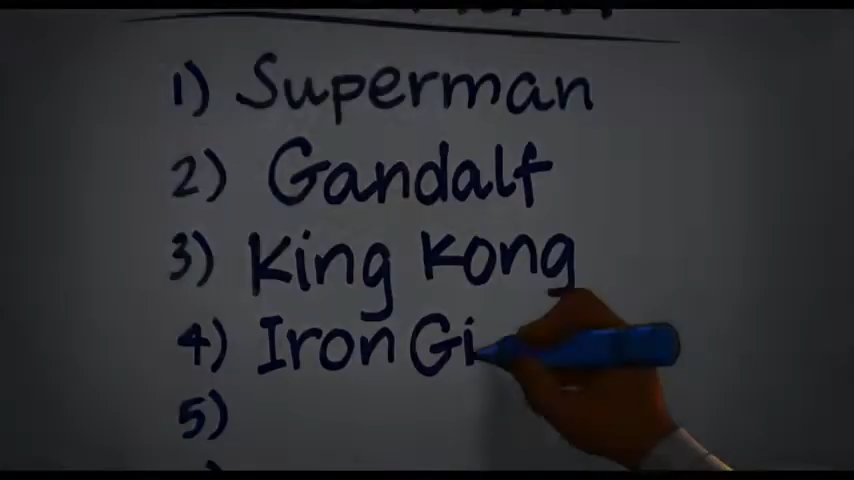 1) Superman
2) Gandalf
3) King Kong
4) Iron Gi
5)